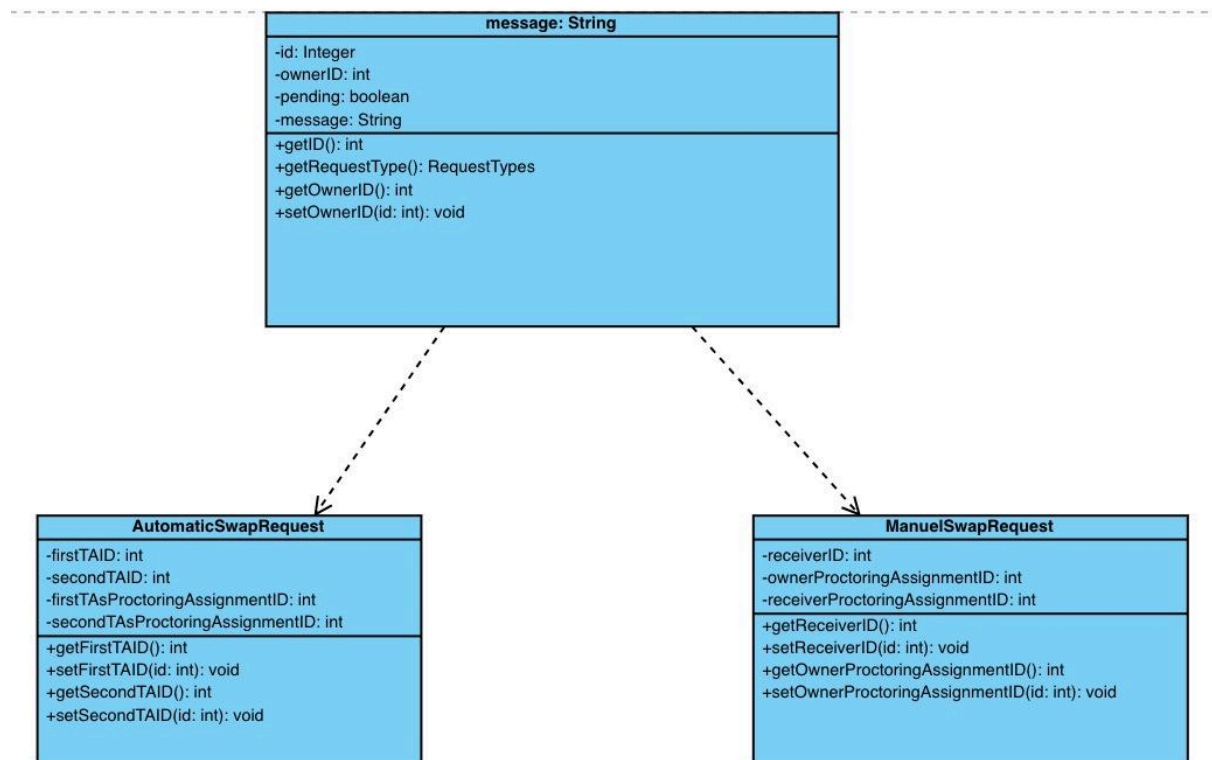 message: String
-id: Integer
-ownerID: int
-pending: boolean
-message: String
+getID(): int
+getRequestType(): RequestTypes
+getOwnerID(): int
+setOwnerID(id: int): void
AutomaticSwapRequest
-firstTAID: int
-secondTAID: int
-firstTAsProctoringAssignmentID: int
-secondTAsProctoringAssignmentID: int
+getFirstTAID(): int
+setFirstTAID(id: int): void
+getSecondTAID(): int
+setSecondTAID(id: int): void
ManuelSwapRequest
-receiverID: int
-ownerProctoringAssignmentID: int
-receiverProctoringAssignmentID: int
+getReceiverID(): int
+setReceiverID(id: int): void
+getOwnerProctoringAssignmentID(): int
+setOwnerProctoringAssignmentID(id: int): void